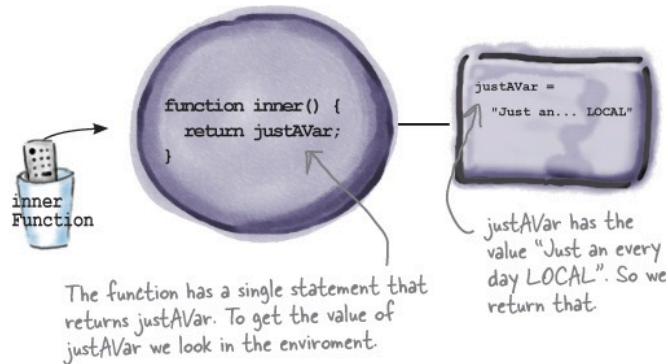 function inner() {
return justAVar;
}
justAVar =
"Just an... LOCAL"
inner
Function
The function has a single statement that
returns justAVar. To get the value of
justAVar we look in the enviroment.
justAVar has the
value "Just an every
day LOCAL". So we
return that.